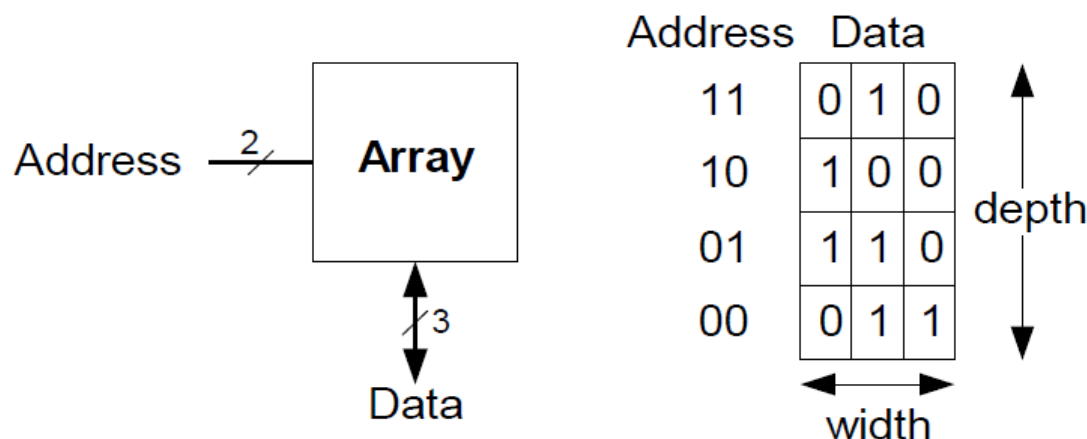 Address
2
Array
3
Data
Address Data
11 0 1 0
10 1 0 0
01 1 1 0
00 0 1 1
depth
width